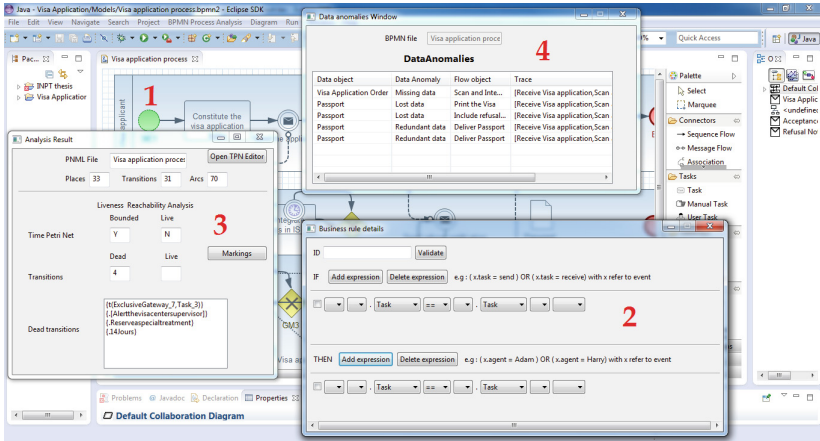 Java - Visa Application/Models/Visa application process.bpmn2 - Eclipse SDK
File Edit View Navigate Search Project BPMN Process Analysis Diagram Run
Quick Access
Java
Pac...
INPT thesis
Visa Applicatior
Visa application process
1
Constitute the
visa application
Data anomalies Window
BPMN file Visa application proce
4
DataAnomalies
Data object Data Anomaly Flow object Trace
Visa Application Order Missing data Scan and Inte... [Receive Visa application,Scan
Passport Lost data Print the Visa [Receive Visa application,Scan
Passport Lost data Include refusal... [Receive Visa application,Scan
Passport Redundant data Deliver Passport [Receive Visa application,Scan
Passport Redundant data Deliver Passport [Receive Visa application,Scan
Palette
Select
Marquee
Connectors
Sequence Flow
Message Flow
Association
Tasks
Task
Manual Task
User Task
Default Col
Visa Applic
<undefine
Acceptance
Refusal No
Analysis Result
PNML File Visa application proces Open TPN Editor
Places 33 Transitions 31 Arcs 70
Liveness Reachability Analysis
3
Bounded Live
Time Petri Net Y N
Dead Live Markings
Transitions 4
Dead transitions
{t(ExclusiveGateway_7,Task_3)}
{.[Alertthevisacentersupervisor]}
{.Reserveaspecialtreatment}
{.14Jours}
GM3
Business rule details
ID Validate
IF Add expression Delete expression e.g : ( x.task = send ) OR ( x.task = receive) with x refer to event
. Task == . Task
2
THEN Add expression Delete expression e.g : ( x.agent = Adam ) OR ( x.agent = Harry) with x refer to event
. Task == . Task
Problems Javadoc Declaration Properties
Default Collaboration Diagram